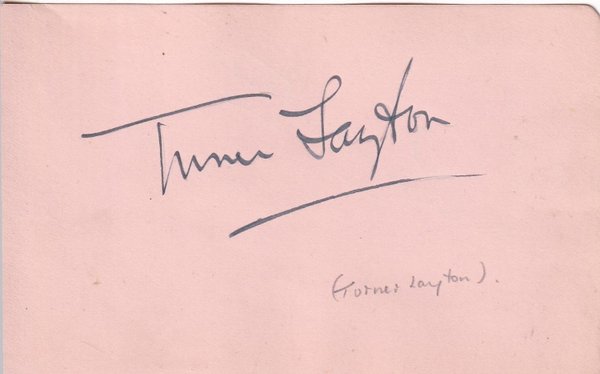 Turner Layton
(Turner Layton).